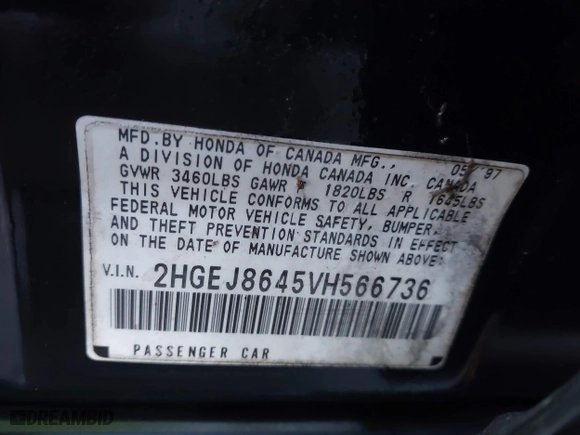 MFD. BY HONDA OF CANADA MFG.,
A DIVISION OF HONDA CANADA INC. CANADA 05 97
GVWR 3460LBS GAWR F 1820LBS R 1645LBS
THIS VEHICLE CONFORMS TO ALL APPLICABLE
FEDERAL MOTOR VEHICLE SAFETY, BUMPER,
AND THEFT PREVENTION STANDARDS IN EFFECT
ON THE DATE OF MANUFACTURE SHOWN ABOVE.
V.I.N. 2HGEJ8645VH566736
PASSENGER CAR
DREAMBID